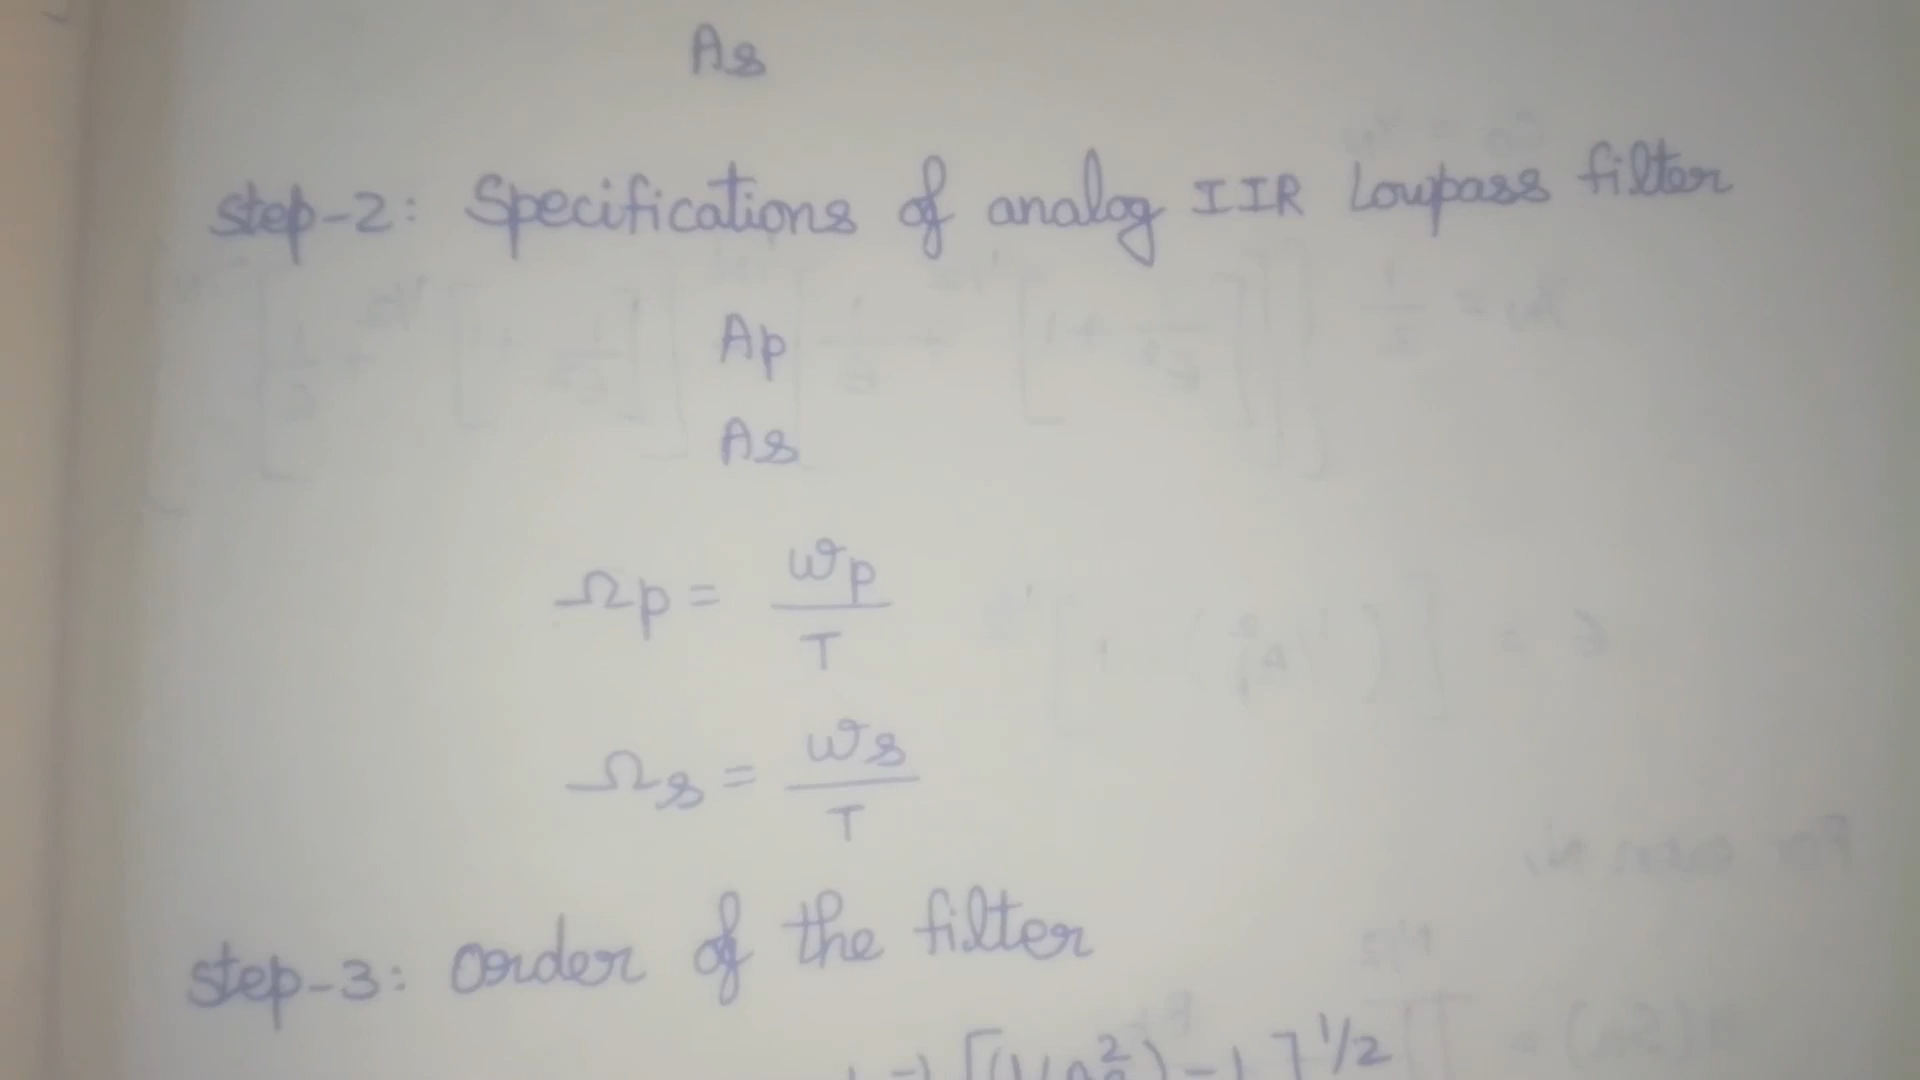 As
Step-2: Specifications of analog IIR Lowpass filter
Ap
As
Ωp = ωp / T
Ωs = ωs / T
Step-3: Order of the filter